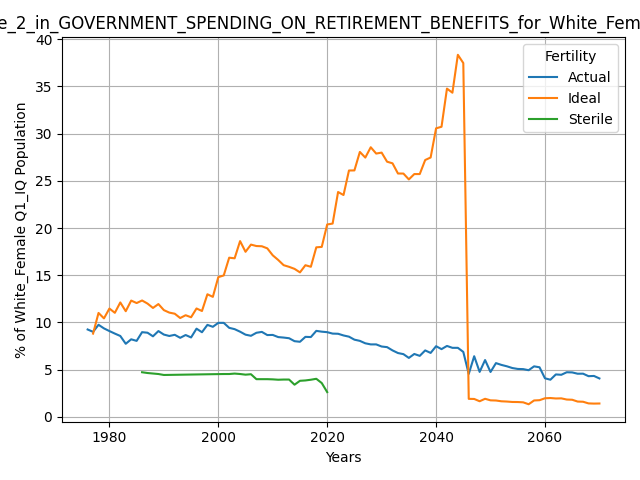 e_2_in_GOVERNMENT_SPENDING_ON_RETIREMENT_BENEFITS_for_White_Fem
Fertility
Actual
Ideal
Sterile
% of White_Female Q1_IQ Population
40
35
30
25
20
15
10
5
0
1980 2000 2020 2040 2060
Years